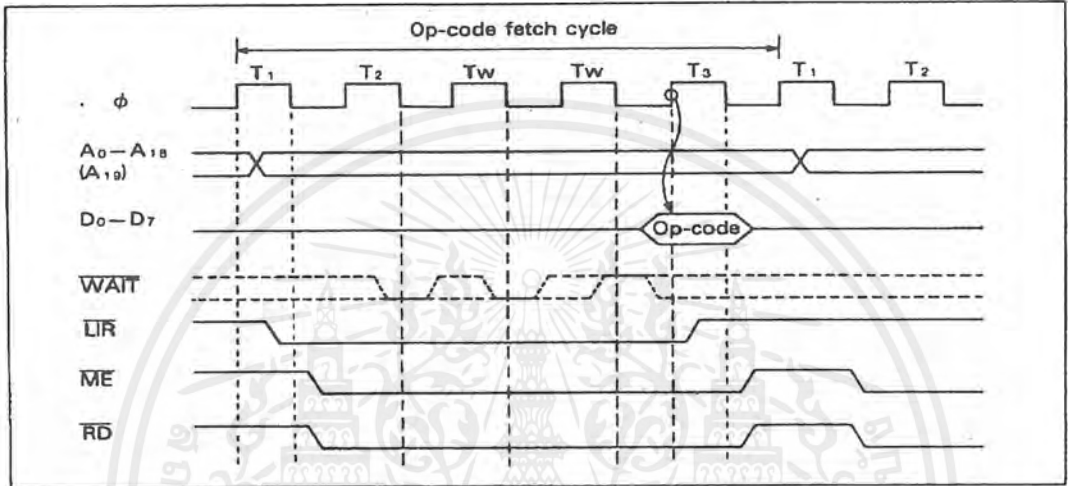 Op-code fetch cycle
T1 T2 TW TW T3 T1 T2
φ
A0—A18
(A19)
D0—D7
Op-code
WAIT
LIR
ME
RD